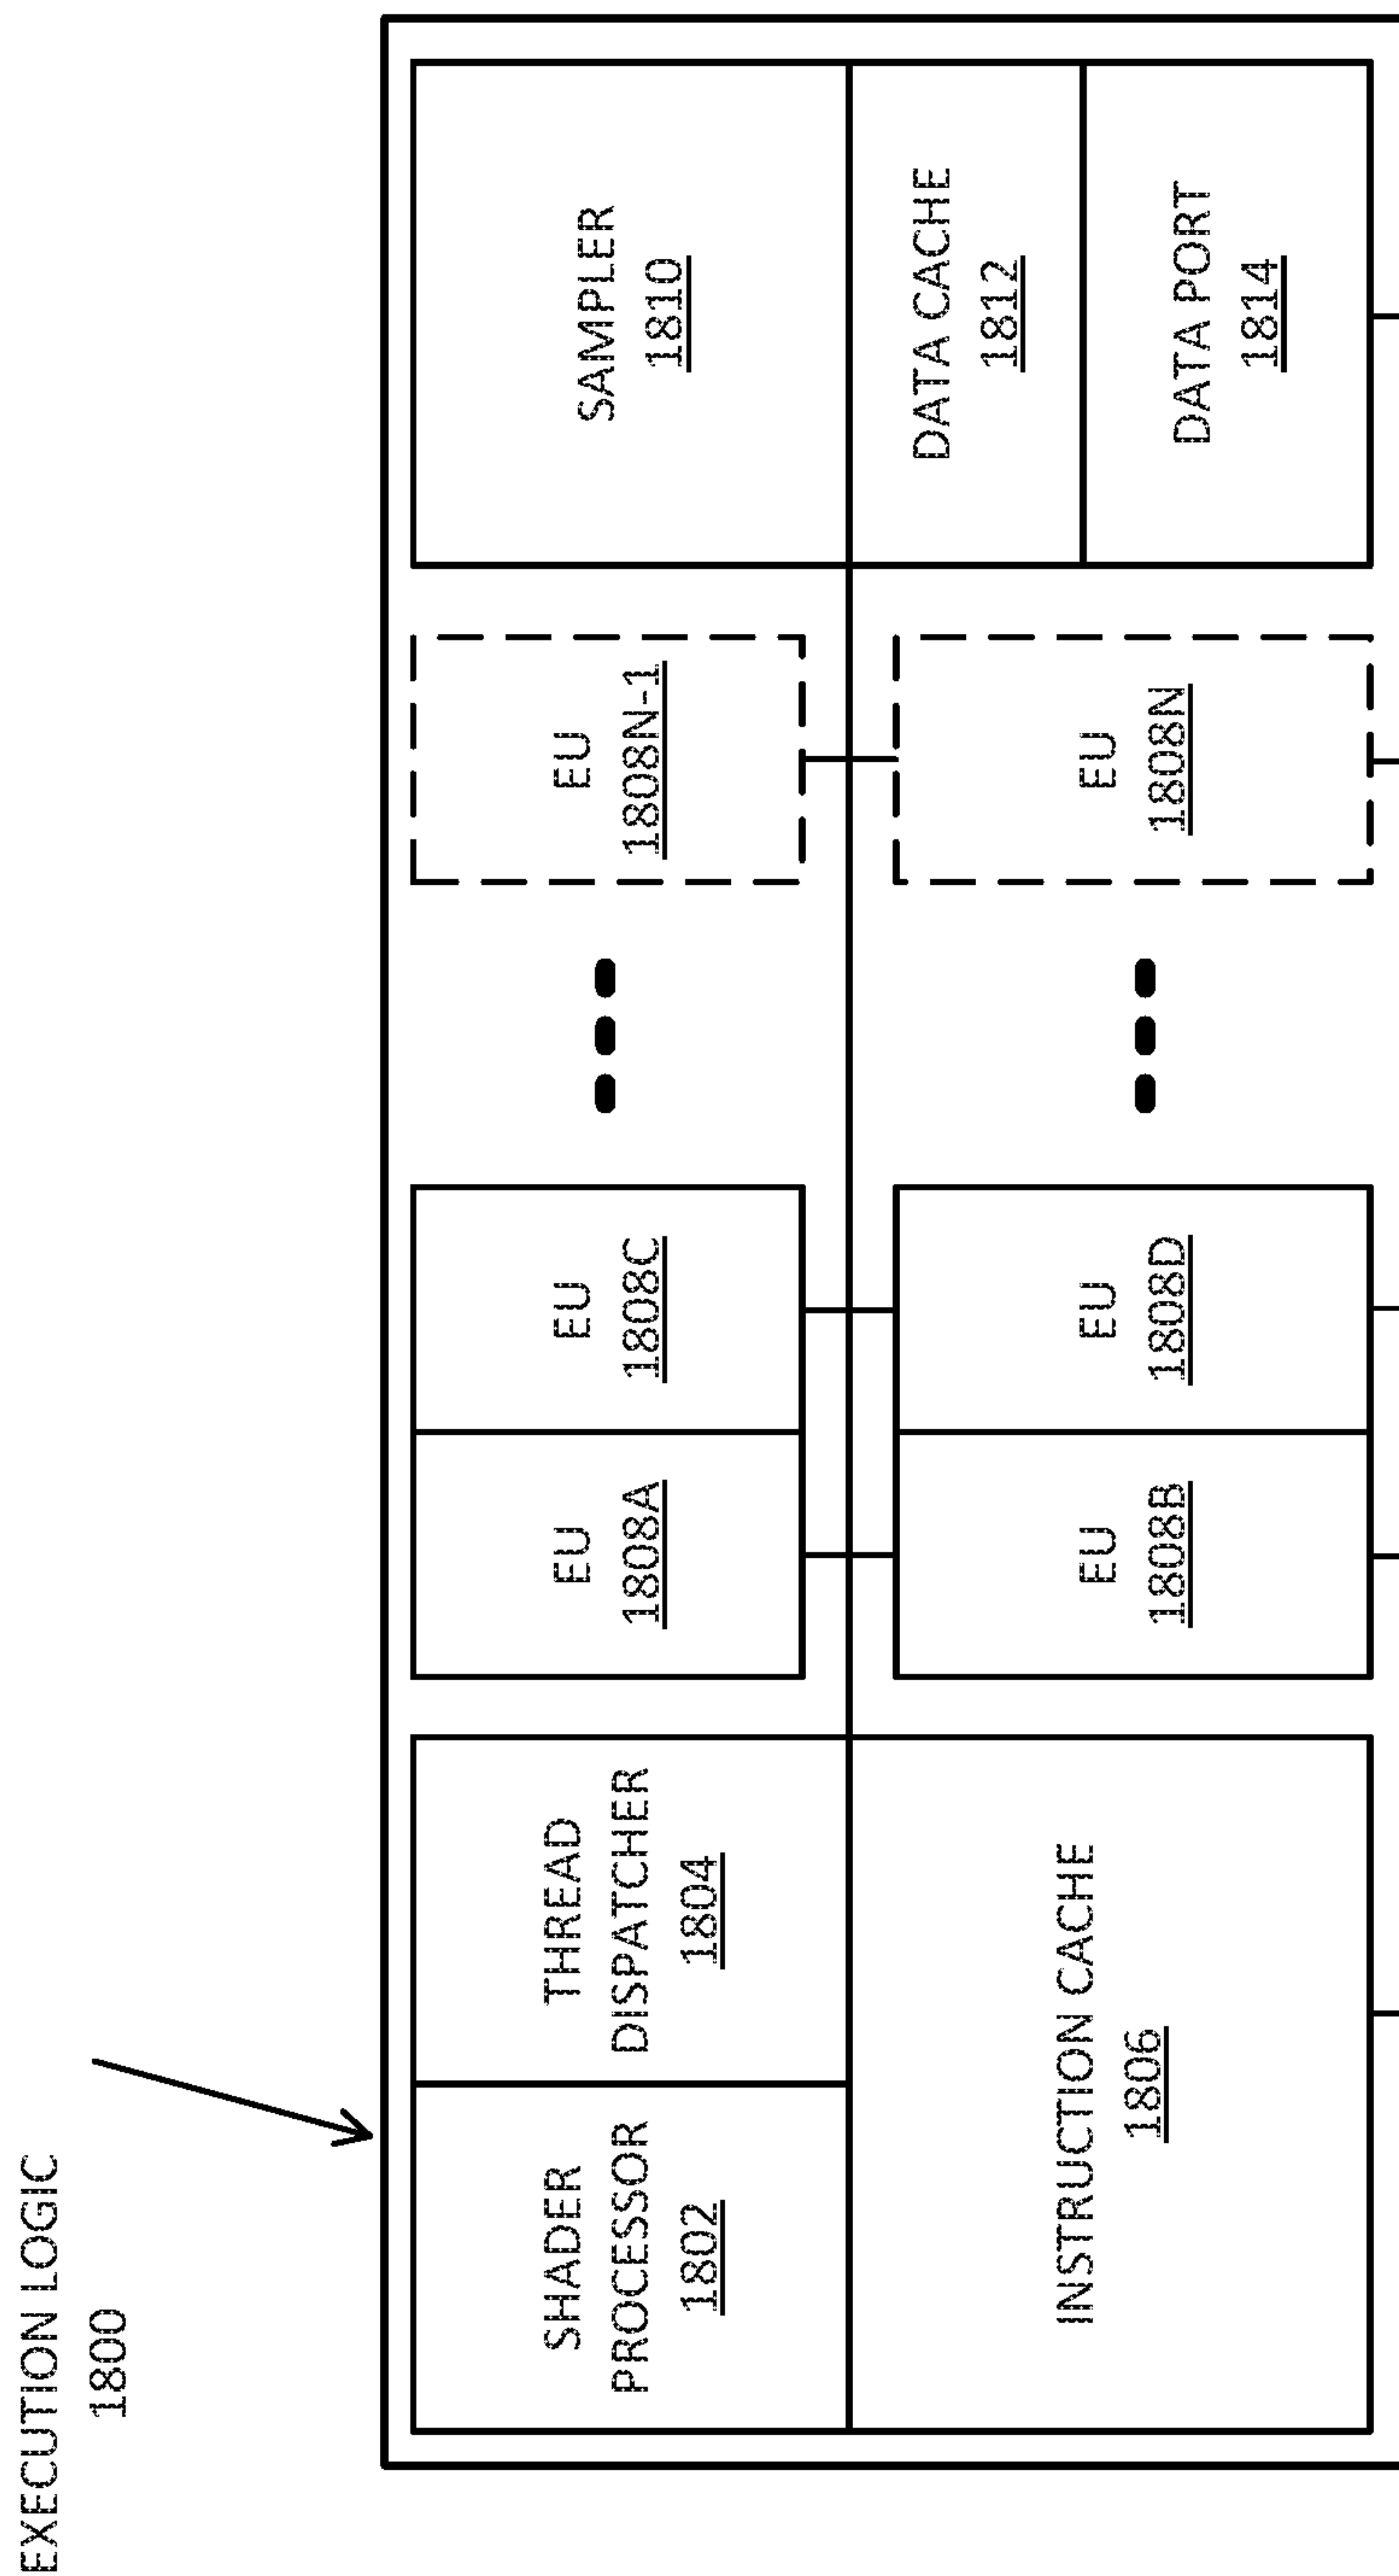 EXECUTION LOGIC
1800
SHADER
PROCESSOR
1802
THREAD
DISPATCHER
1804
EU
1808A
EU
1808C
EU
1808N-1
SAMPLER
1810
INSTRUCTION CACHE
1806
EU
1808B
EU
1808D
EU
1808N
DATA CACHE
1812
DATA PORT
1814